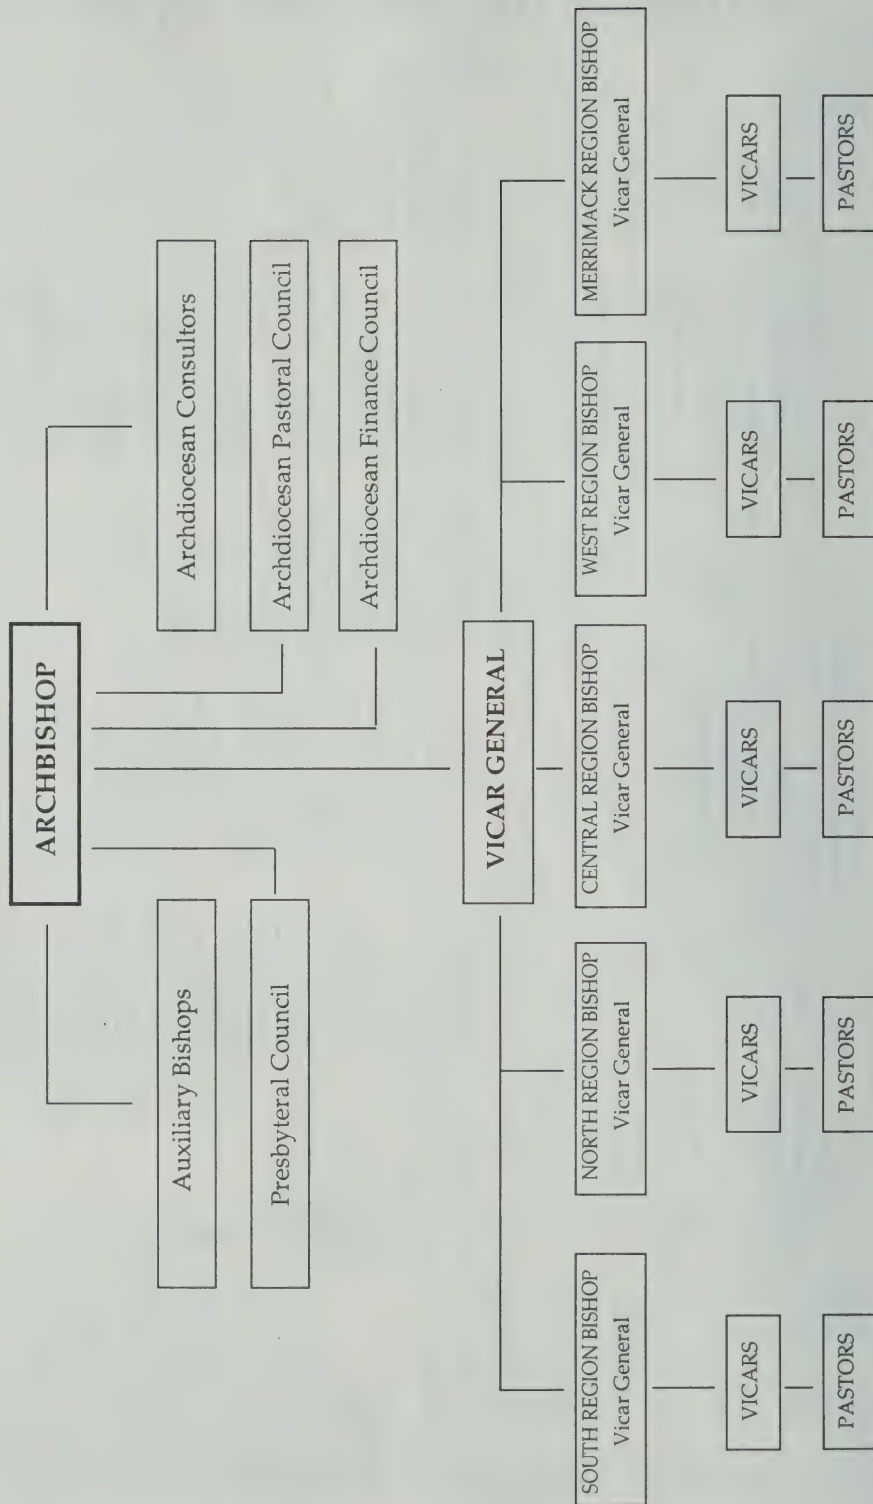 ARCHBISHOP
Auxiliary Bishops
Archdiocesan Consultors
Presbyteral Council
Archdiocesan Pastoral Council
Archdiocesan Finance Council
VICAR GENERAL
SOUTH REGION BISHOP
Vicar General
NORTH REGION BISHOP
Vicar General
CENTRAL REGION BISHOP
Vicar General
WEST REGION BISHOP
Vicar General
MERRIMACK REGION BISHOP
Vicar General
VICARS
VICARS
VICARS
VICARS
VICARS
PASTORS
PASTORS
PASTORS
PASTORS
PASTORS